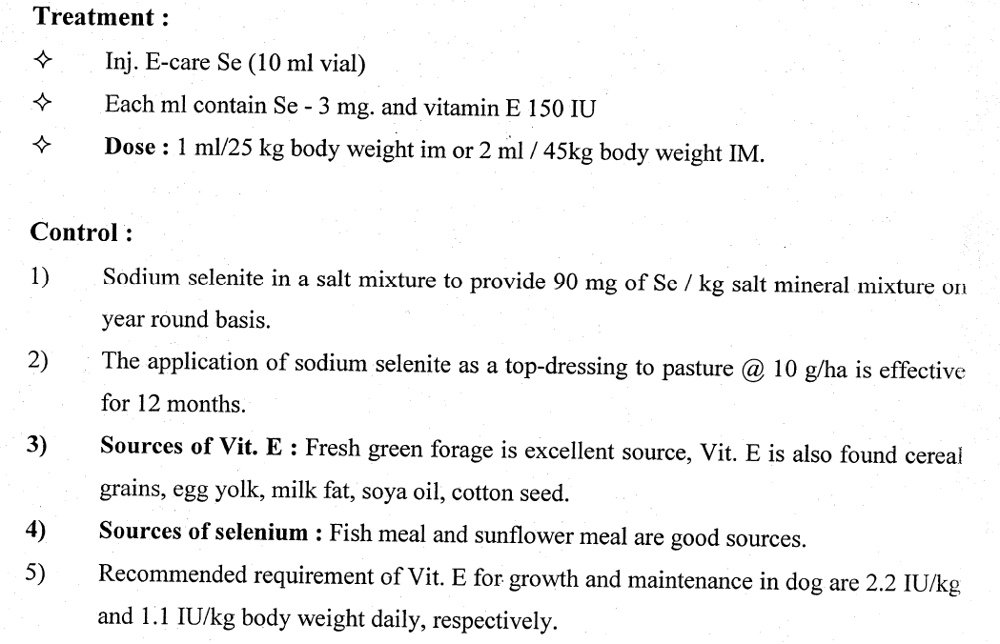 Treatment :
✧ Inj. E-care Se (10 ml vial)
✧ Each ml contain Se - 3 mg. and vitamin E 150 IU
✧ Dose : 1 ml/25 kg body weight im or 2 ml / 45kg body weight IM.
Control :
1) Sodium selenite in a salt mixture to provide 90 mg of Se / kg salt mineral mixture on
year round basis.
2) The application of sodium selenite as a top-dressing to pasture @ 10 g/ha is effective
for 12 months.
3) Sources of Vit. E : Fresh green forage is excellent source, Vit. E is also found cereal
grains, egg yolk, milk fat, soya oil, cotton seed.
4) Sources of selenium : Fish meal and sunflower meal are good sources.
5) Recommended requirement of Vit. E for growth and maintenance in dog are 2.2 IU/kg
and 1.1 IU/kg body weight daily, respectively.